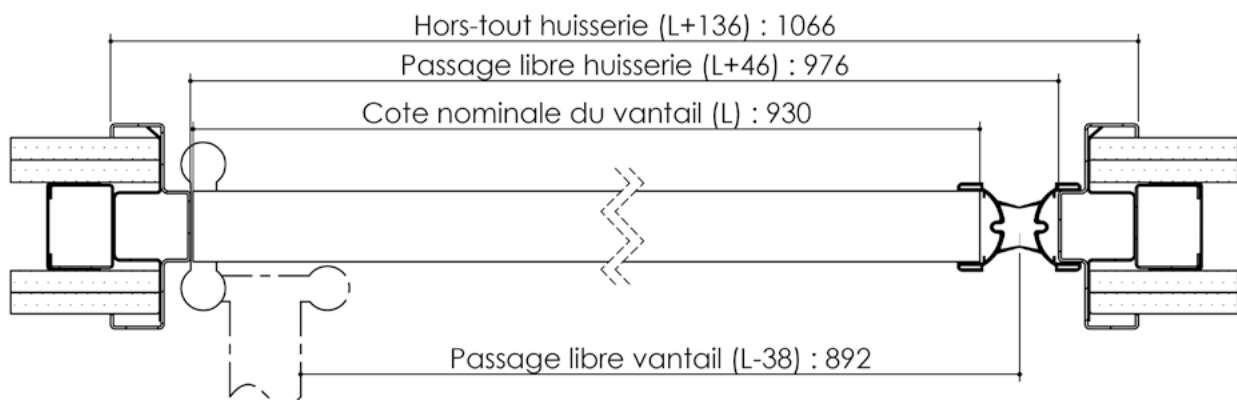 Hors-tout huisserie (L+136) : 1066
Passage libre huisserie (L+46) : 976
Cote nominale du vantail (L) : 930
Passage libre vantail (L-38) : 892